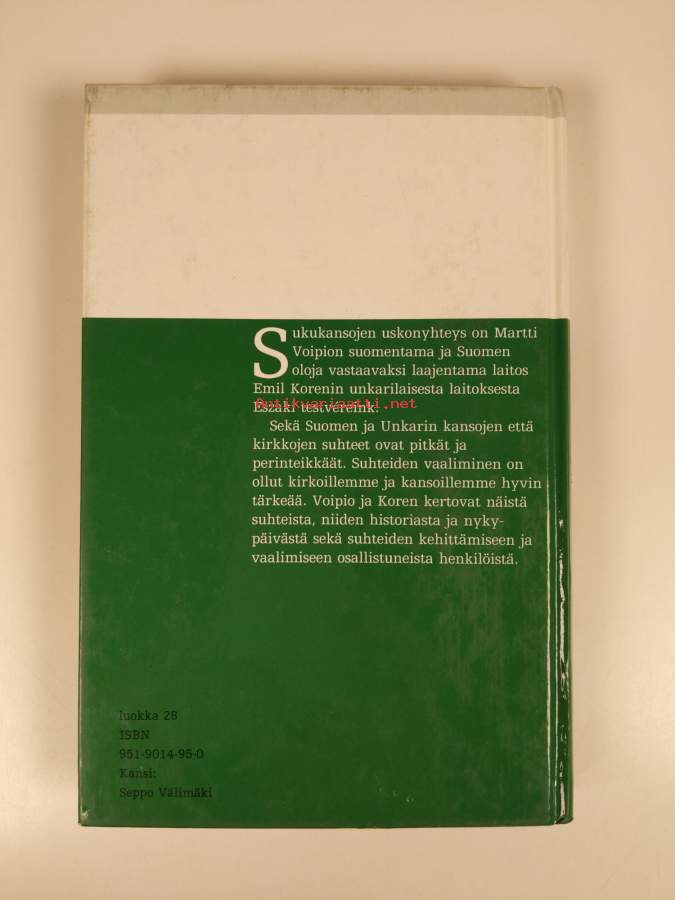 Sukukansojen uskonyhteys on Martti
Voipion suomentama ja Suomen
oloja vastaavaksi laajentama laitos
Emil Korenin unkarilaisesta laitoksesta
Antikvariaatti.net
Északi testvéreink.
Sekä Suomen ja Unkarin kansojen että
kirkkojen suhteet ovat pitkät ja
perinteikkäät. Suhteiden vaaliminen on
ollut kirkoillemme ja kansoillemme hyvin
tärkeää. Voipio ja Koren kertovat näistä
suhteista, niiden historiasta ja nyky-
päivästä sekä suhteiden kehittämiseen ja
vaalimiseen osallistuneista henkilöistä.
luokka 28
ISBN
951-9014-95-0
Kansi:
Seppo Välimäki